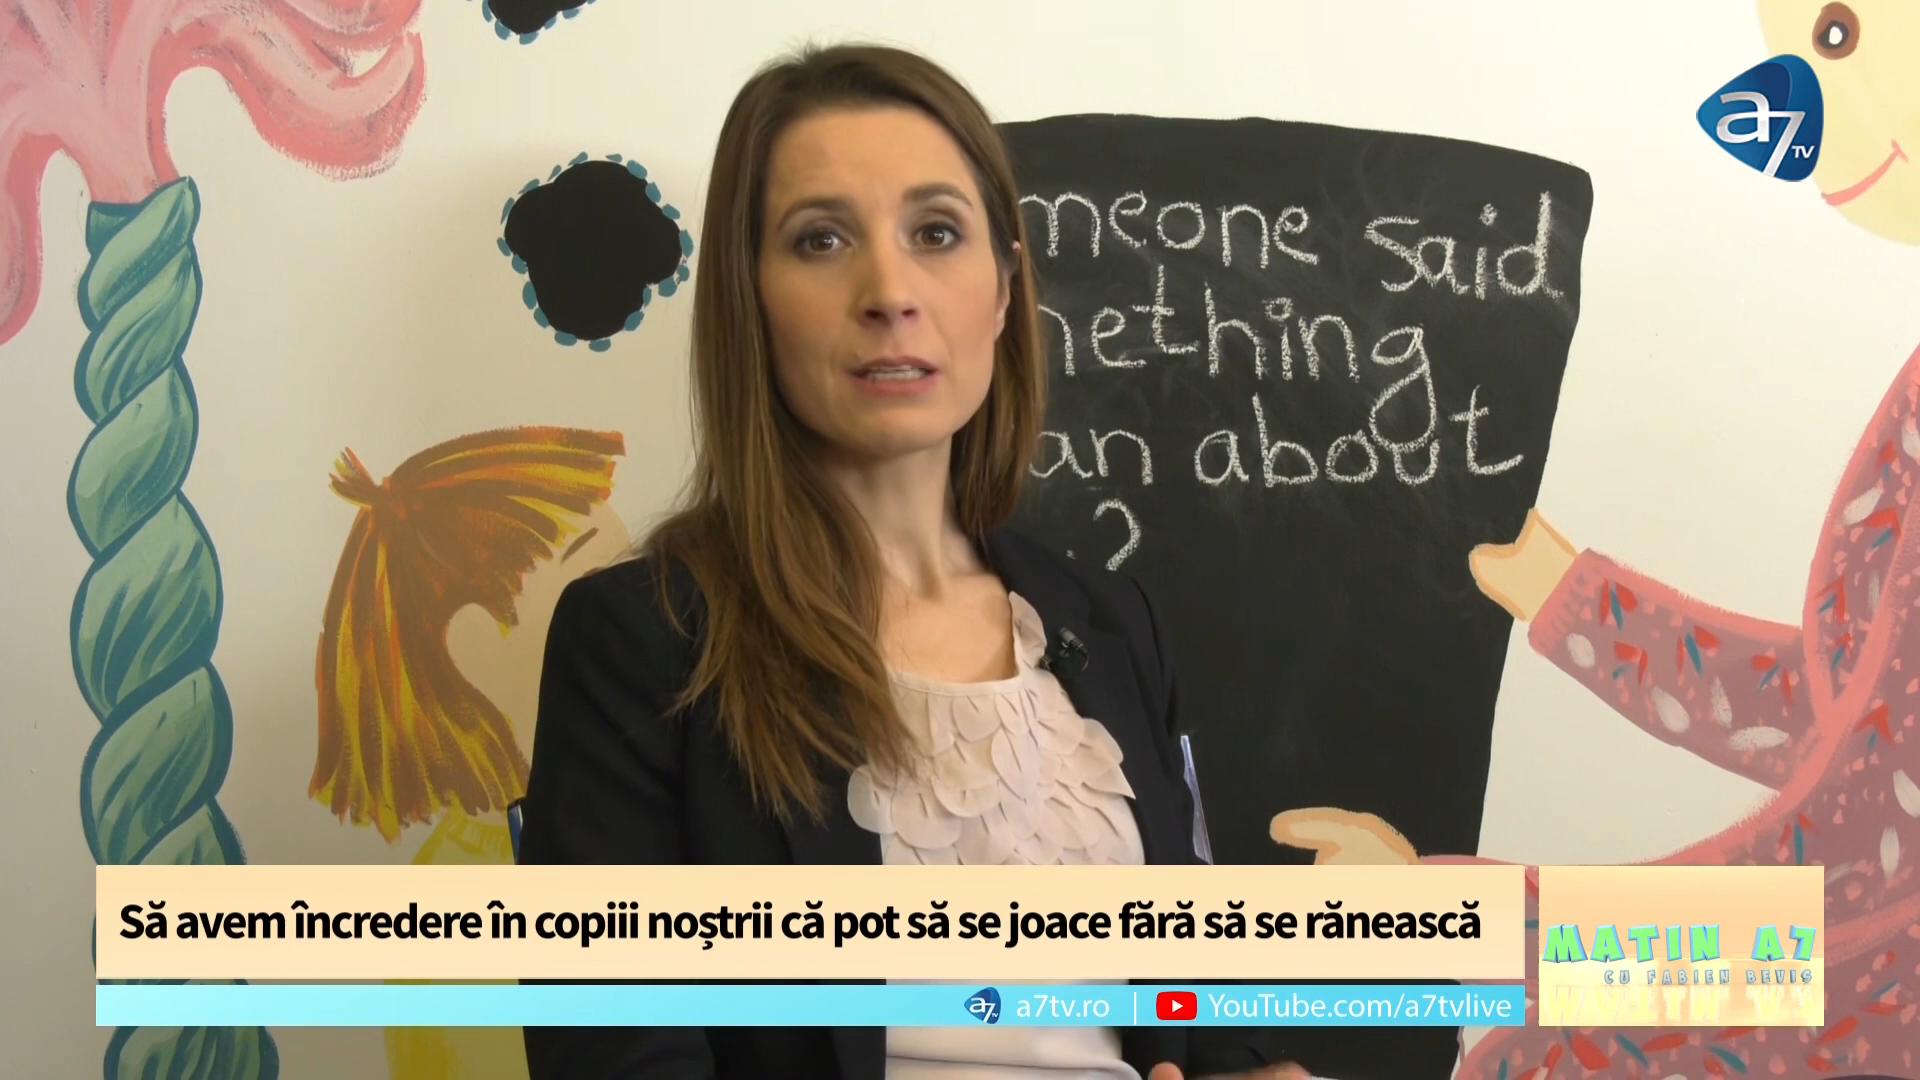 a7 TV
meone said
ething
an about
?
Să avem încredere în copiii noștrii că pot să se joace fără să se rănească
MATIN A7
CU FABIEN BEVIS
a7tv.ro | YouTube.com/a7tvlive